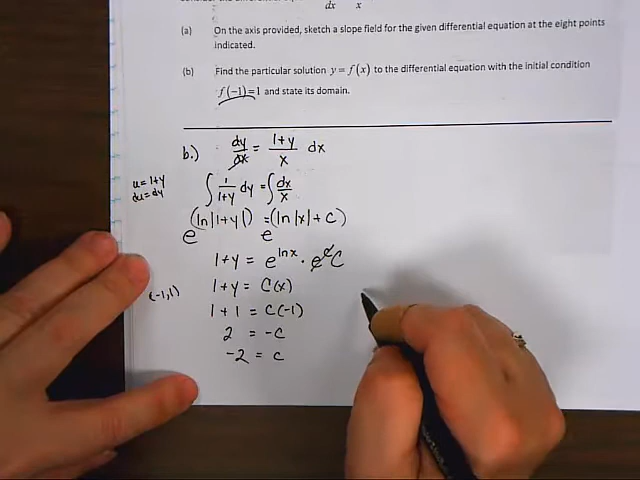 dx x
(a) On the axis provided, sketch a slope field for the given differential equation at the eight points
indicated.
(b) Find the particular solution y = f(x) to the differential equation with the initial condition
f(-1)=1 and state its domain.
b.) dy/dx = 1+y/x dx
u = 1+y
du = dy
∫ 1/1+y dy = ∫ dx/x
e^(ln|1+y|) = e^(ln|x| + c)
1+y = e^lnx · e^c C
1+y = C(x)
(-1,1)
1+1 = C(-1)
2 = -C
-2 = C